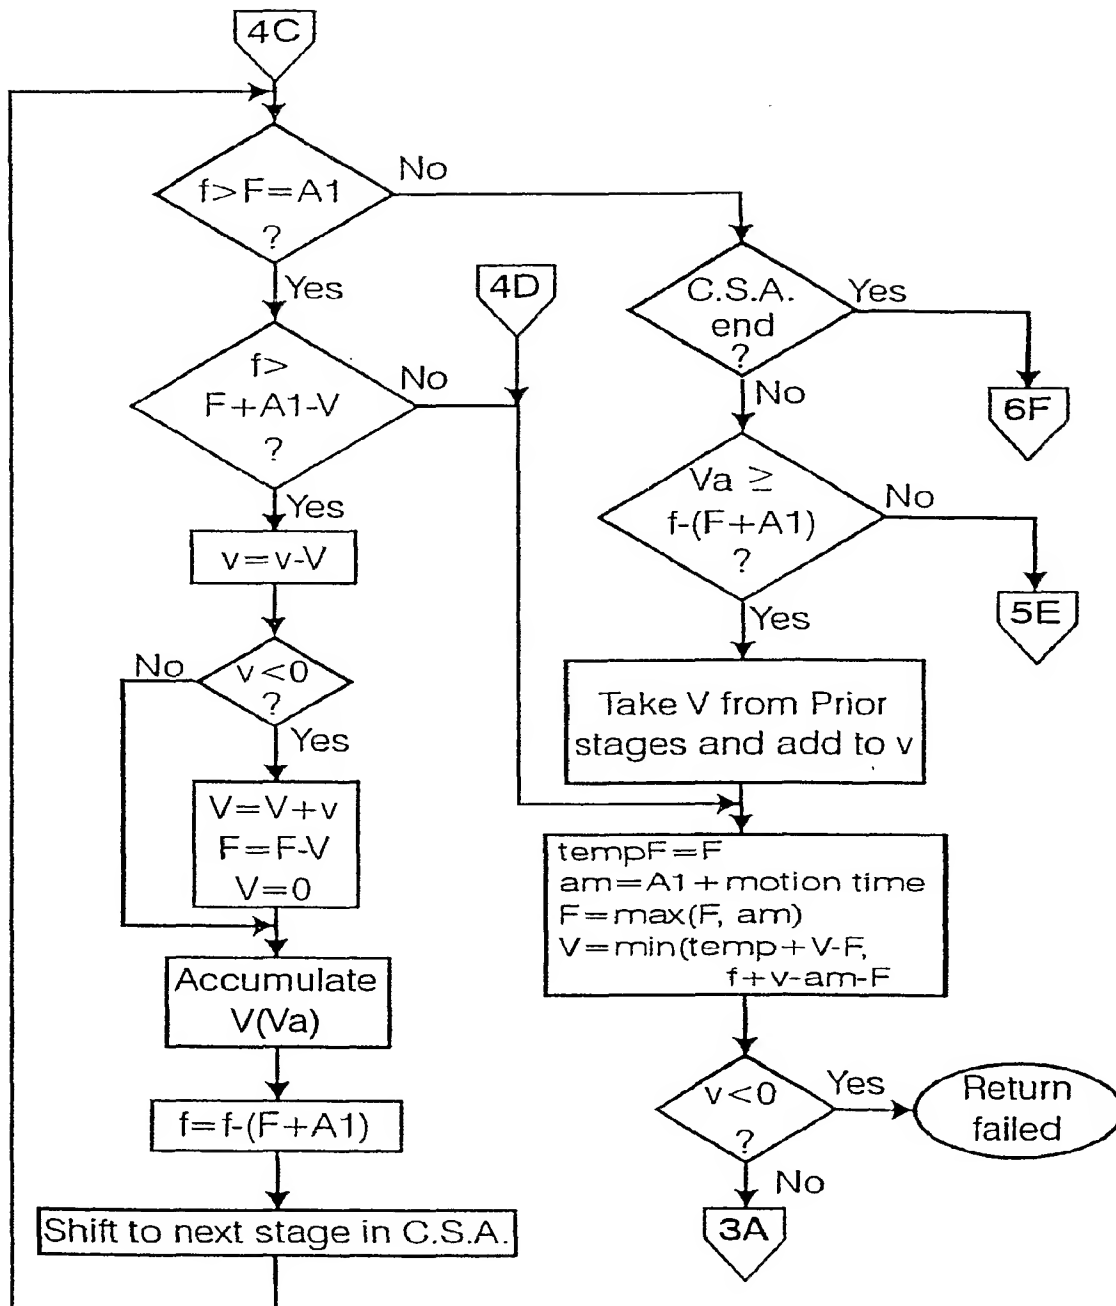 4C
f>F=A1
?
No
Yes
4D
C.S.A.
end
?
Yes
No
6F
f>
F+A1-V
?
No
Yes
Va ≥
f-(F+A1)
?
No
Yes
5E
v=v-V
v<0
?
No
Yes
Take V from Prior
stages and add to v
V=V+v
F=F-V
V=0
tempF=F
am=A1+motion time
F=max(F, am)
V=min(temp+V-F,
f+v-am-F
Accumulate
V(Va)
f=f-(F+A1)
v<0
?
Yes
No
Return
failed
Shift to next stage in C.S.A.
3A